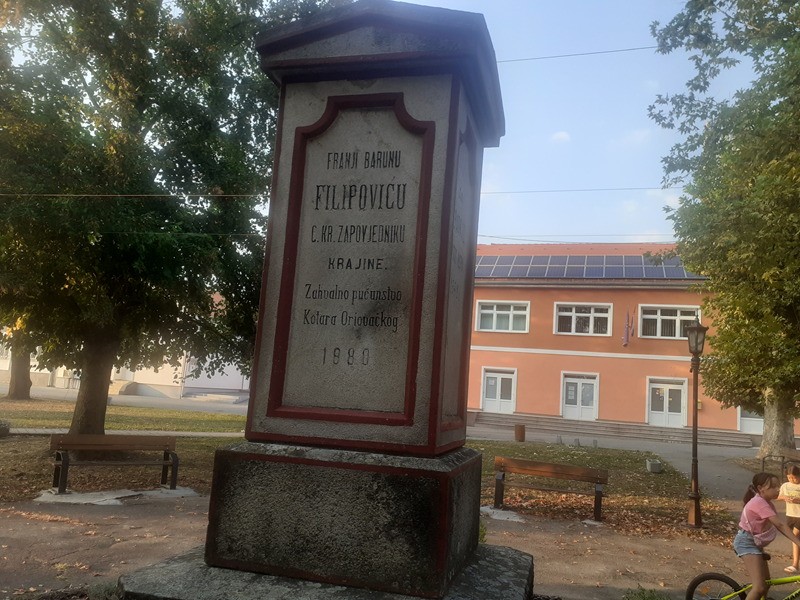 FRANJI BARUNU
FILIPOVIĆU
C. KR. ZAPOVJEDNIKU
KRAJINE.
Zahvalno pučanstvo
Kotara Oriovačkog
1880